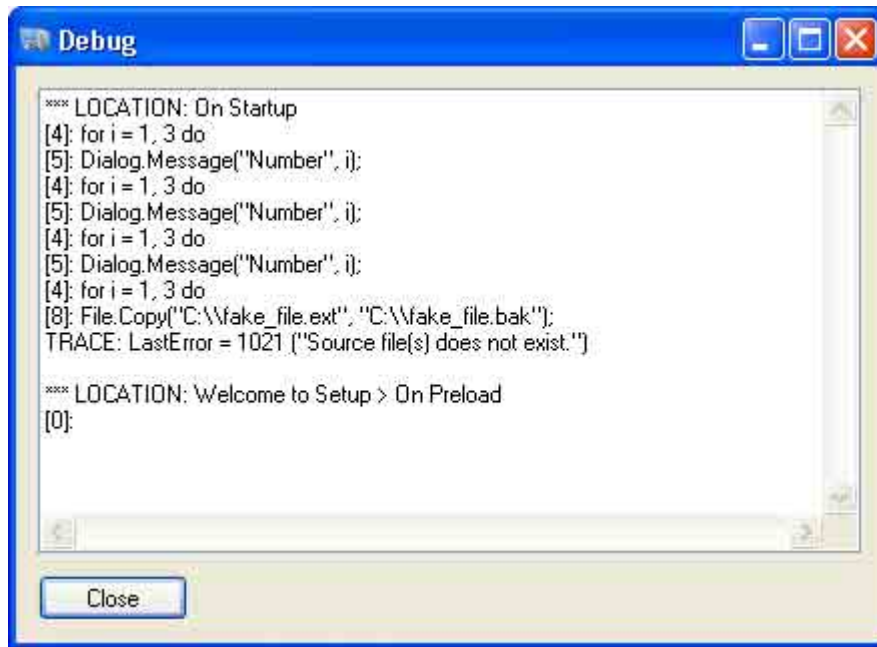 Debug
*** LOCATION: On Startup
[4]: for i = 1, 3 do
[5]: Dialog.Message("Number", i);
[4]: for i = 1, 3 do
[5]: Dialog.Message("Number", i);
[4]: for i = 1, 3 do
[5]: Dialog.Message("Number", i);
[4]: for i = 1, 3 do
[8]: File.Copy("C:\\fake_file.ext", "C:\\fake_file.bak");
TRACE: LastError = 1021 ("Source file(s) does not exist.")
*** LOCATION: Welcome to Setup > On Preload
[0]:
Close